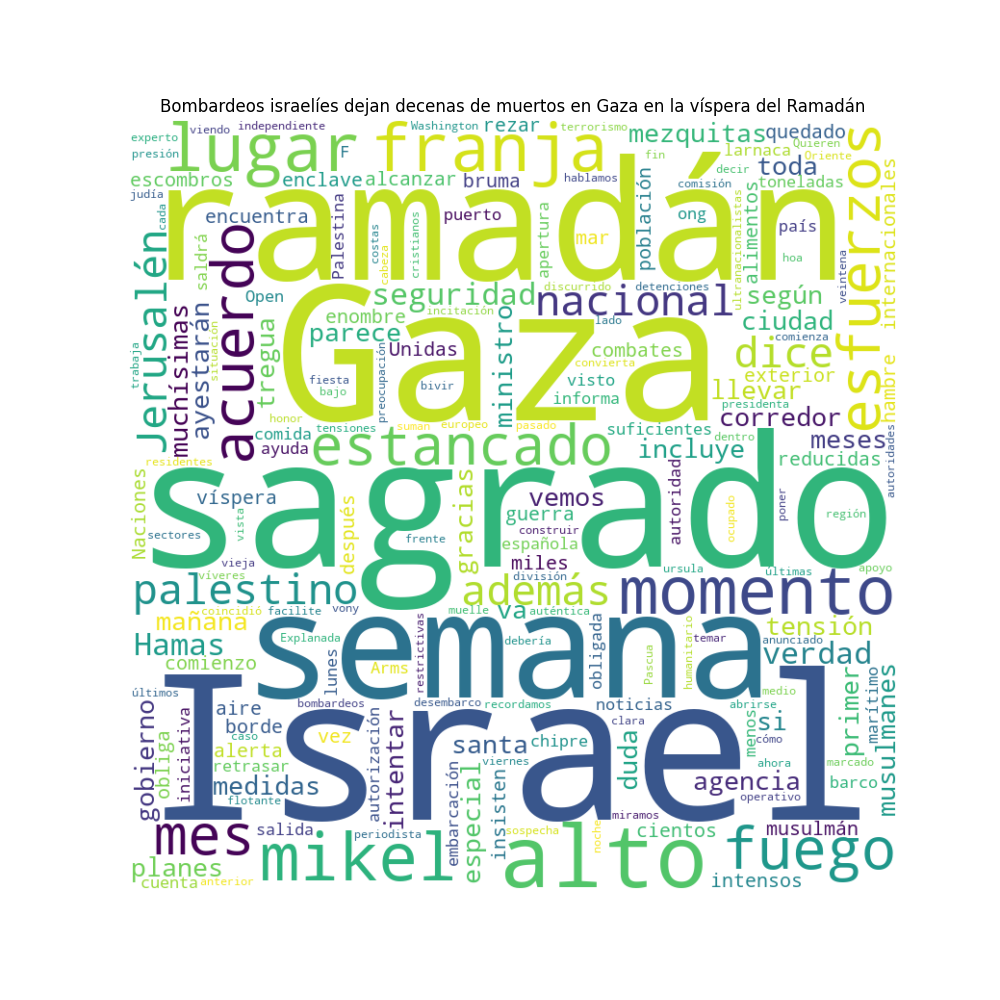 Bombardeos israelíes dejan decenas de muertos en Gaza en la víspera del Ramadán
experto
viendo
independiente
lugar
F
franja
Washington
rezar
terrorismo
mezquitas
quedado
Quieren
esfuerzos
presión
fin
larnaca
Oriente
judía
escombros
enclave
alcanzar
bruma
hablamos
decir
comisión
toda
toneladas
internacionales
cada
ramadán
encuentra
Palestina
costas
cabeza
cristianos
puerto
apertura
mar
población
ong
ultranacionalistas
alimentos
país
hoa
veintena
Jerusalén
saldrá
acuerdo
Open
seguridad
discurrido
nacional
detenciones
según
muchísimas
ayestarán
situación
tregua
enombre
incitación
parece
Unidas
ministro
lado
combates
ciudad
comienza
trabaja
Gaza
convierta
dice
exterior
hambre
fiesta
bajo
preocupación
bivir
visto
informa
llevar
honor
tensiones
suman
europeo
pasado
presidenta
corredor
comida
ayuda
estancado
suficientes
incluye
dentro
meses
reducidas
autoridades
residentes
Naciones
sagrado
víspera
sectores
vista
después
gracias
vemos
guerra
construir
autoridad
ocupado
poner
región
frente
española
vieja
miles
división
víveres
ursula
últimas
apoyo
palestino
además
momento
coincidió
facilite
vony
muelle
va
auténtica
mañana
Hamas
Explanada
semana
debería
obligada
Pascua
humanitario
temar
anunciado
tensión
verdad
comienzo
lunes
Arms
restrictivas
últimos
bombardeos
desembarco
recordamos
noticias
medio
abrirse
primer
marítimo
musulmanes
gobierno
obliga
iniciativa
aire
borde
caso
alerta
retrasar
vez
autorización
intentar
santa
chipre
viernes
clara
duda
menos
si
cómo
ahora
marcado
medidas
flotante
Israel
agencia
operativo
barco
mes
salida
periodista
embarcación
especial
insisten
sospecha
noche
miramos
cientos
musulmán
fuego
planes
cuenta
anterior
mikel
alto
intensos